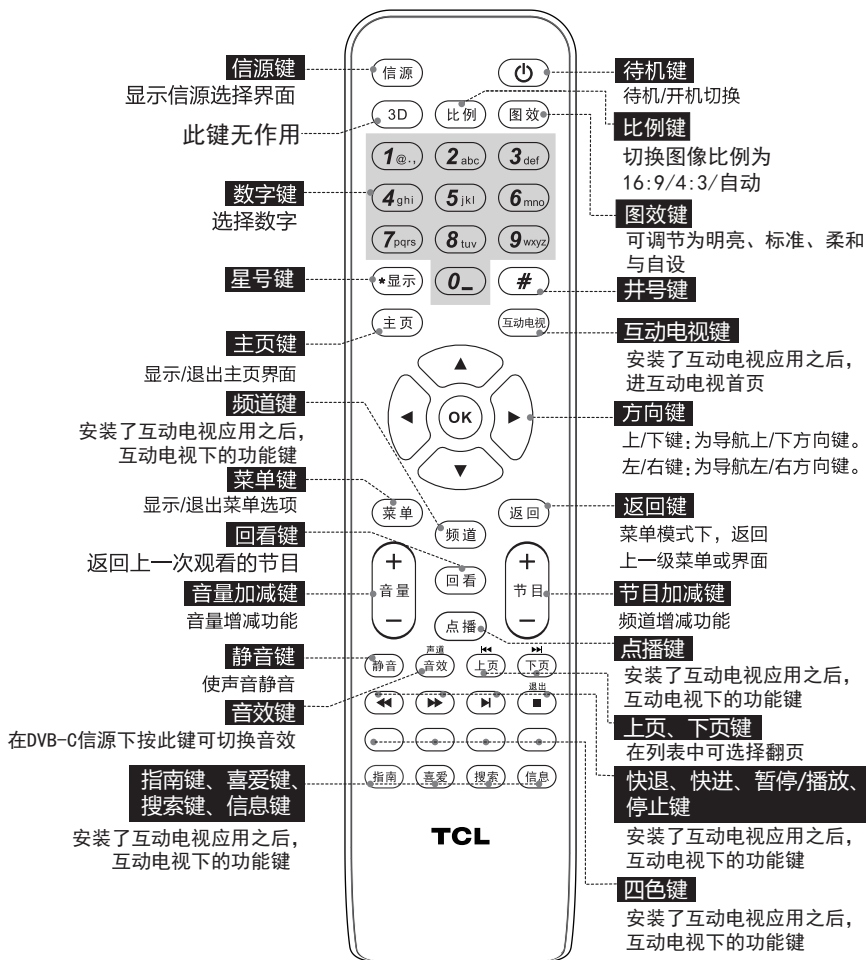 信源键
显示信源选择界面
此键无作用
数字键
选择数字
星号键
主页键
显示/退出主页界面
频道键
安装了互动电视应用之后，
互动电视下的功能键
菜单键
显示/退出菜单选项
回看键
返回上一次观看的节目
音量加减键
音量增减功能
静音键
使声音静音
音效键
在DVB-C信源下按此键可切换音效
指南键、喜爱键、
搜索键、信息键
安装了互动电视应用之后，
互动电视下的功能键
信源
3D 比例 图效
1@., 2abc 3def
4ghi 5jkl 6mno
7pqrs 8tuv 9wxyz
*显示 0_ #
主页 互动电视
OK
菜单 返回
频道
+ +
音量 回看 节目
- -
点播
声道
静音 音效 上页 下页
退出
指南 喜爱 搜索 信息
TCL
待机键
待机/开机切换
比例键
切换图像比例为
16:9/4:3/自动
图效键
可调节为明亮、标准、柔和
与自设
井号键
互动电视键
安装了互动电视应用之后，
进互动电视首页
方向键
上/下键：为导航上/下方向键。
左/右键：为导航左/右方向键。
返回键
菜单模式下，返回
上一级菜单或界面
节目加减键
频道增减功能
点播键
安装了互动电视应用之后，
互动电视下的功能键
上页、下页键
在列表中可选择翻页
快退、快进、暂停/播放、
停止键
安装了互动电视应用之后，
互动电视下的功能键
四色键
安装了互动电视应用之后，
互动电视下的功能键